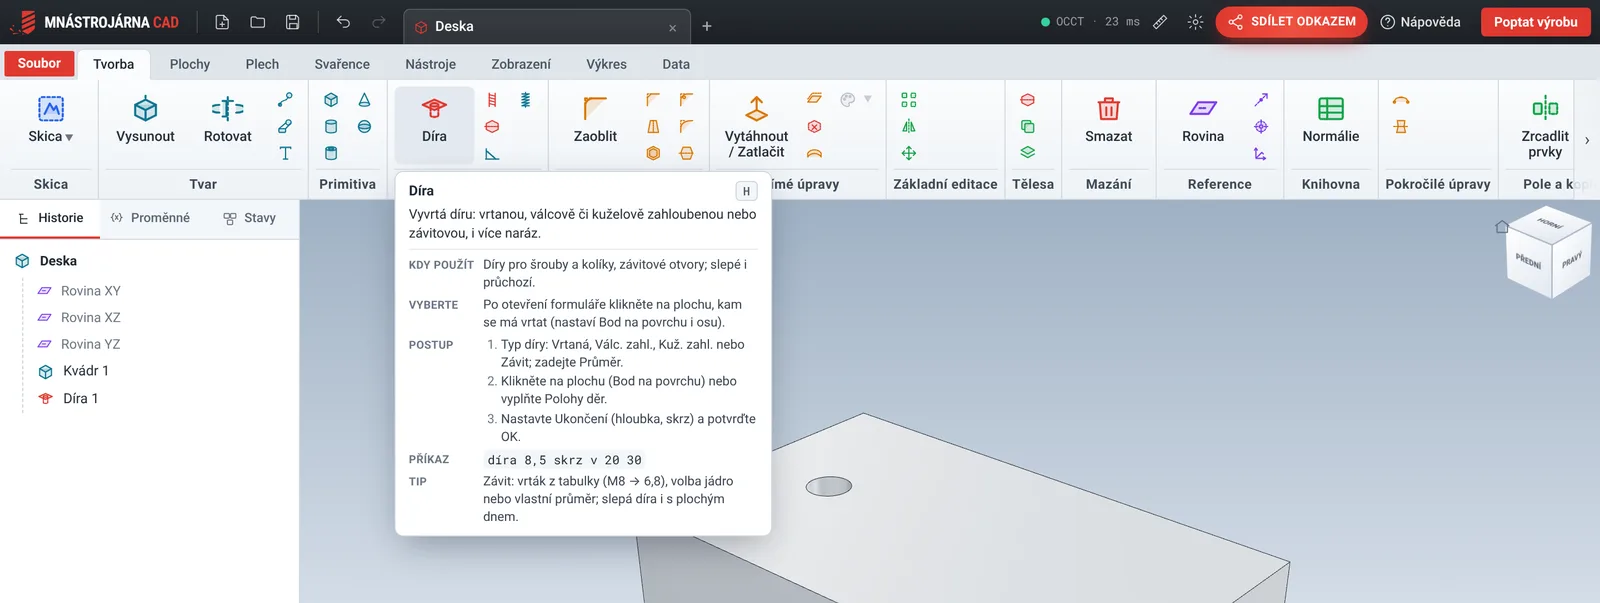 MNÁSTROJÁRNA CAD
Deska
OCCT · 23 ms
SDÍLET ODKAZEM
Nápověda
Poptat výrobu
Soubor
Tvorba
Plochy
Plech
Svařence
Nástroje
Zobrazení
Výkres
Data
Skica
Vysunout
Rotovat
Díra
Zaoblit
Vytáhnout
/ Zatlačit
Smazat
Rovina
Normálie
Zrcadlit
prvky
Skica
Tvar
Primitiva
ímé úpravy
Základní editace
Tělesa
Mazání
Reference
Knihovna
Pokročilé úpravy
Pole a kop
Historie
Proměnné
Stavy
Deska
Rovina XY
Rovina XZ
Rovina YZ
Kvádr 1
Díra 1
Díra
H
Vyvrtá díru: vrtanou, válcově či kuželově zahloubenou nebo
závitovou, i více naráz.
KDY POUŽÍT Díry pro šrouby a kolíky, závitové otvory; slepé i
průchozí.
VYBERTE Po otevření formuláře klikněte na plochu, kam
se má vrtat (nastaví Bod na povrchu i osu).
POSTUP 1. Typ díry: Vrtaná, Válc. zahl., Kuž. zahl. nebo
Závit; zadejte Průměr.
2. Klikněte na plochu (Bod na povrchu) nebo
vyplňte Polohy děr.
3. Nastavte Ukončení (hloubka, skrz) a potvrďte
OK.
PŘÍKAZ díra 8,5 skrz v 20 30
TIP Závit: vrták z tabulky (M8 → 6,8), volba jádro
nebo vlastní průměr; slepá díra i s plochým
dnem.
HORNÍ
PŘEDNÍ
PRAVÝ